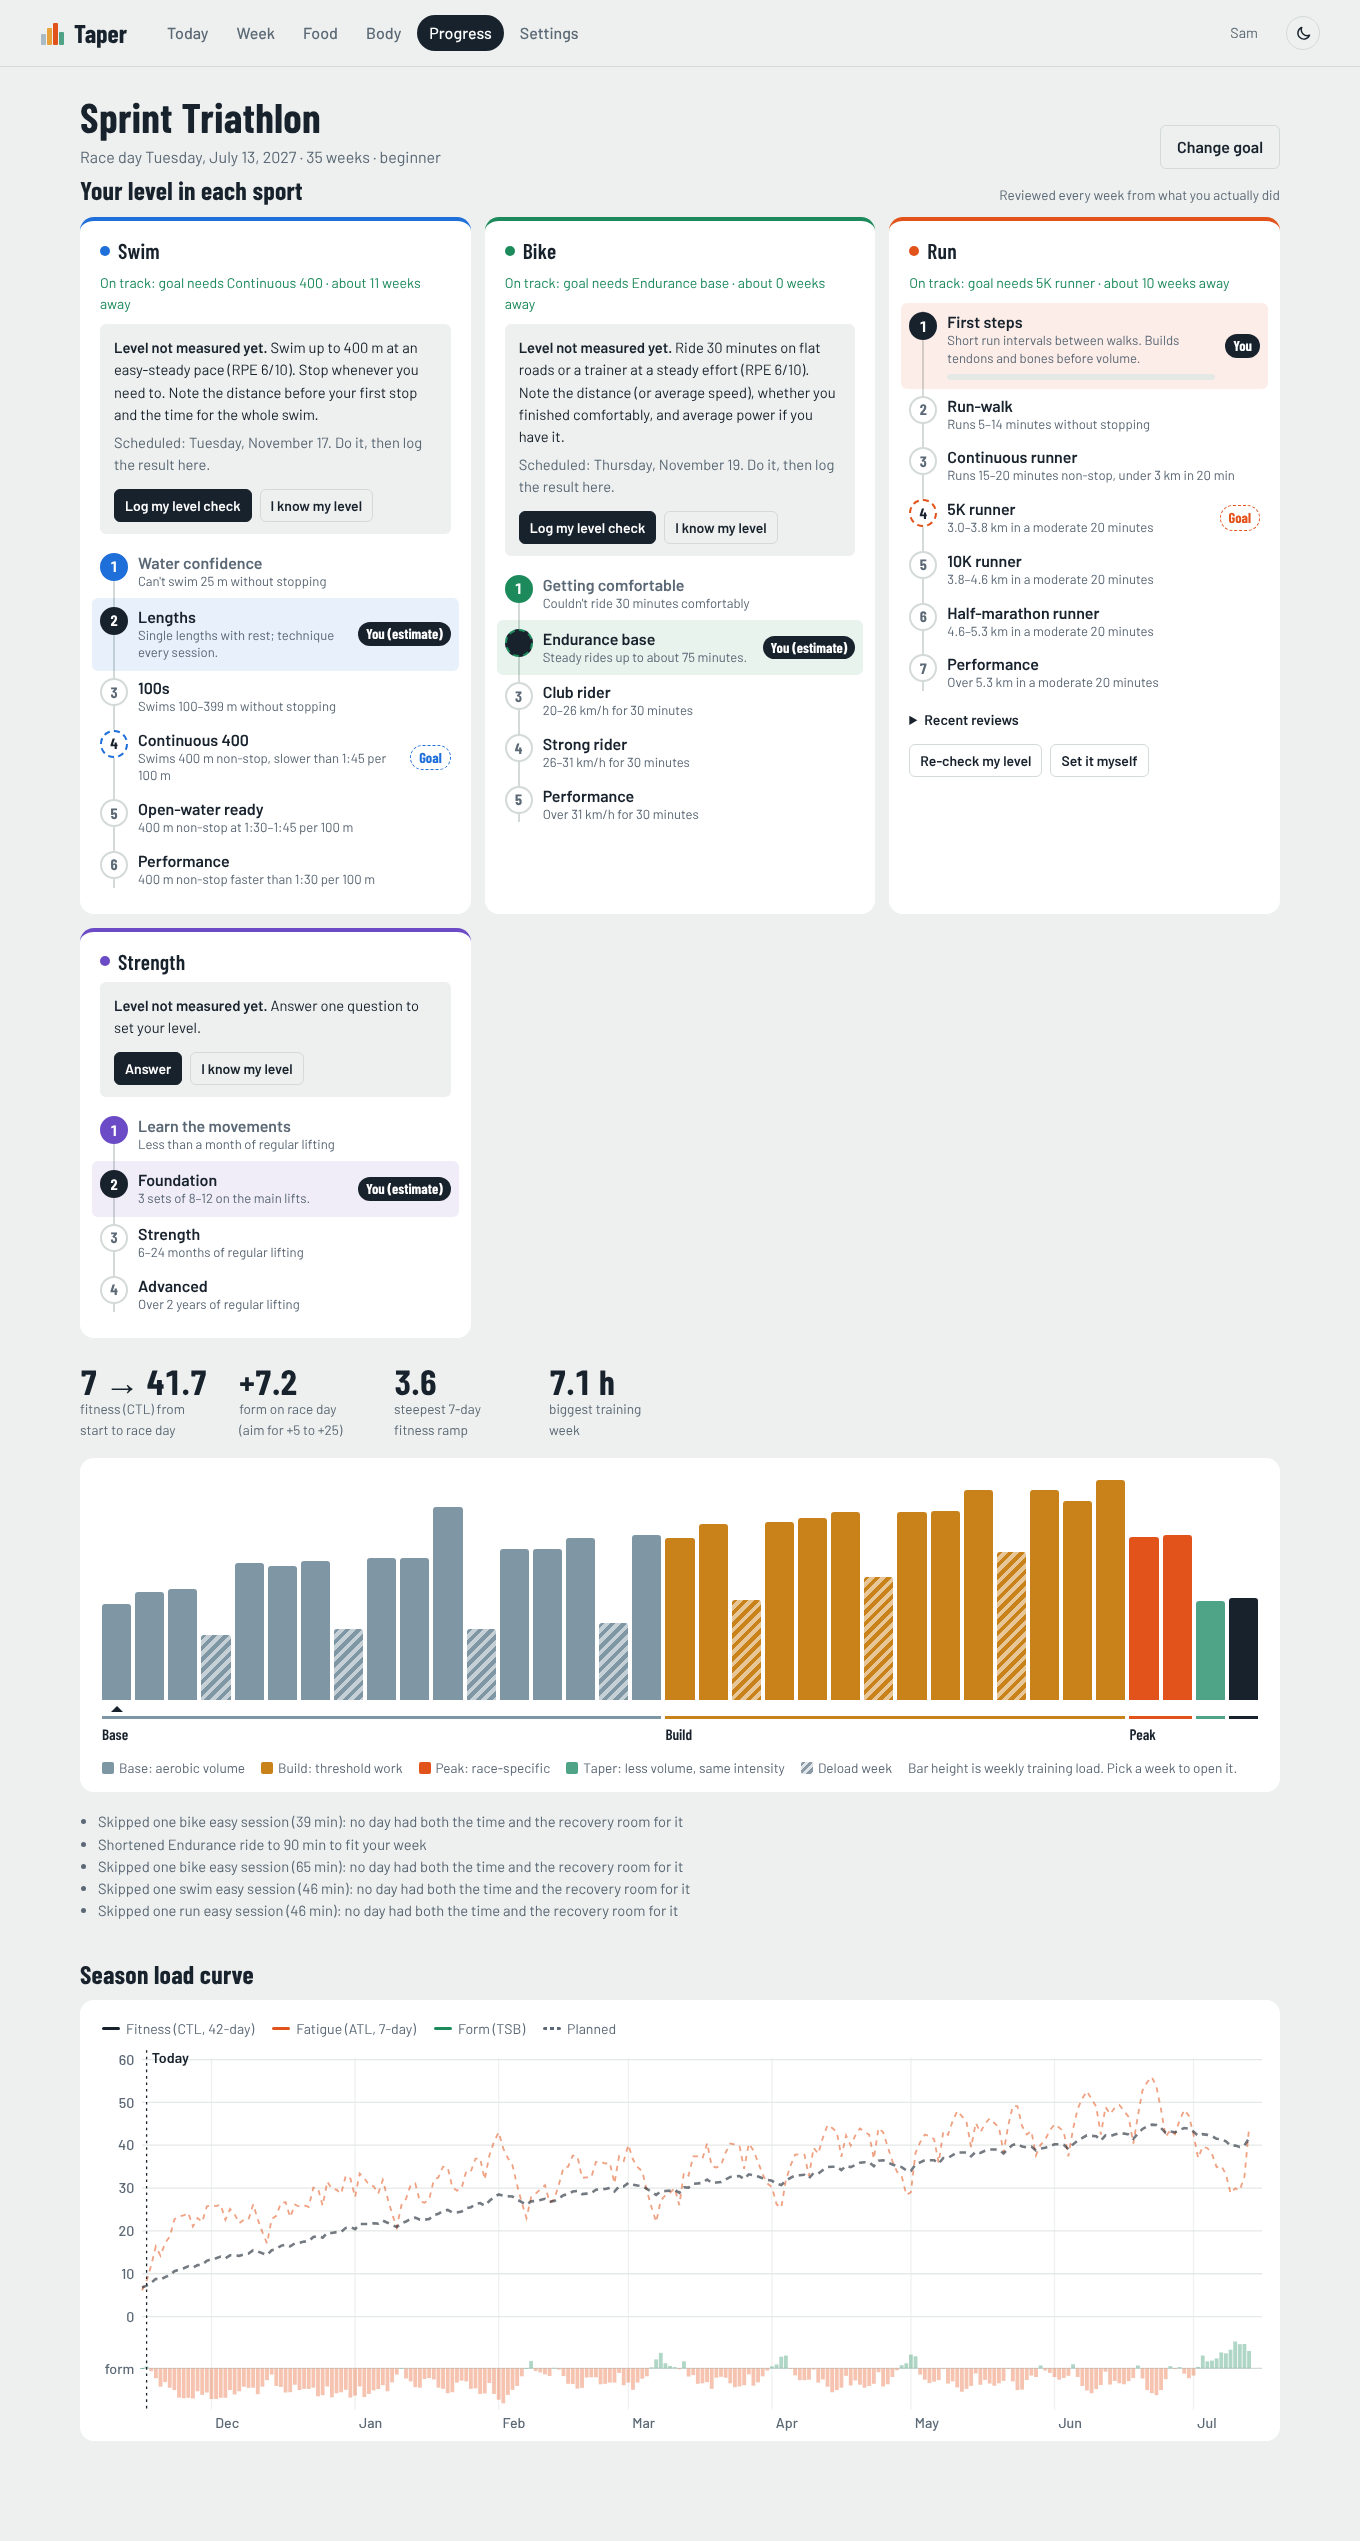 Taper
Today
Week
Food
Body
Progress
Settings
Sam
Sprint Triathlon
Race day Tuesday, July 13, 2027 · 35 weeks · beginner
Change goal
Your level in each sport
Reviewed every week from what you actually did
Swim
On track: goal needs Continuous 400 · about 11 weeks
away
Level not measured yet. Swim up to 400 m at an
easy-steady pace (RPE 6/10). Stop whenever you
need to. Note the distance before your first stop
and the time for the whole swim.
Scheduled: Tuesday, November 17. Do it, then log
the result here.
Log my level check
I know my level
1
Water confidence
Can't swim 25 m without stopping
2
Lengths
Single lengths with rest; technique
every session.
You (estimate)
3
100s
Swims 100–399 m without stopping
4
Continuous 400
Swims 400 m non-stop, slower than 1:45 per
100 m
Goal
5
Open-water ready
400 m non-stop at 1:30–1:45 per 100 m
6
Performance
400 m non-stop faster than 1:30 per 100 m
Bike
On track: goal needs Endurance base · about 0 weeks
away
Level not measured yet. Ride 30 minutes on flat
roads or a trainer at a steady effort (RPE 6/10).
Note the distance (or average speed), whether you
finished comfortably, and average power if you
have it.
Scheduled: Thursday, November 19. Do it, then log
the result here.
Log my level check
I know my level
1
Getting comfortable
Couldn't ride 30 minutes comfortably
Endurance base
Steady rides up to about 75 minutes.
You (estimate)
3
Club rider
20–26 km/h for 30 minutes
4
Strong rider
26–31 km/h for 30 minutes
5
Performance
Over 31 km/h for 30 minutes
Run
On track: goal needs 5K runner · about 10 weeks away
1
First steps
Short run intervals between walks. Builds
tendons and bones before volume.
You
2
Run-walk
Runs 5–14 minutes without stopping
3
Continuous runner
Runs 15–20 minutes non-stop, under 3 km in 20 min
4
5K runner
3.0–3.8 km in a moderate 20 minutes
Goal
5
10K runner
3.8–4.6 km in a moderate 20 minutes
6
Half-marathon runner
4.6–5.3 km in a moderate 20 minutes
7
Performance
Over 5.3 km in a moderate 20 minutes
Recent reviews
Re-check my level
Set it myself
Strength
Level not measured yet. Answer one question to
set your level.
Answer
I know my level
1
Learn the movements
Less than a month of regular lifting
2
Foundation
3 sets of 8–12 on the main lifts.
You (estimate)
3
Strength
6–24 months of regular lifting
4
Advanced
Over 2 years of regular lifting
7 → 41.7
fitness (CTL) from
start to race day
+7.2
form on race day
(aim for +5 to +25)
3.6
steepest 7-day
fitness ramp
7.1 h
biggest training
week
Base
Build
Peak
Base: aerobic volume
Build: threshold work
Peak: race-specific
Taper: less volume, same intensity
Deload week
Bar height is weekly training load. Pick a week to open it.
• Skipped one bike easy session (39 min): no day had both the time and the recovery room for it
• Shortened Endurance ride to 90 min to fit your week
• Skipped one bike easy session (65 min): no day had both the time and the recovery room for it
• Skipped one swim easy session (46 min): no day had both the time and the recovery room for it
• Skipped one run easy session (46 min): no day had both the time and the recovery room for it
Season load curve
Fitness (CTL, 42-day)
Fatigue (ATL, 7-day)
Form (TSB)
Planned
Today
60
50
40
30
20
10
0
form
Dec
Jan
Feb
Mar
Apr
May
Jun
Jul